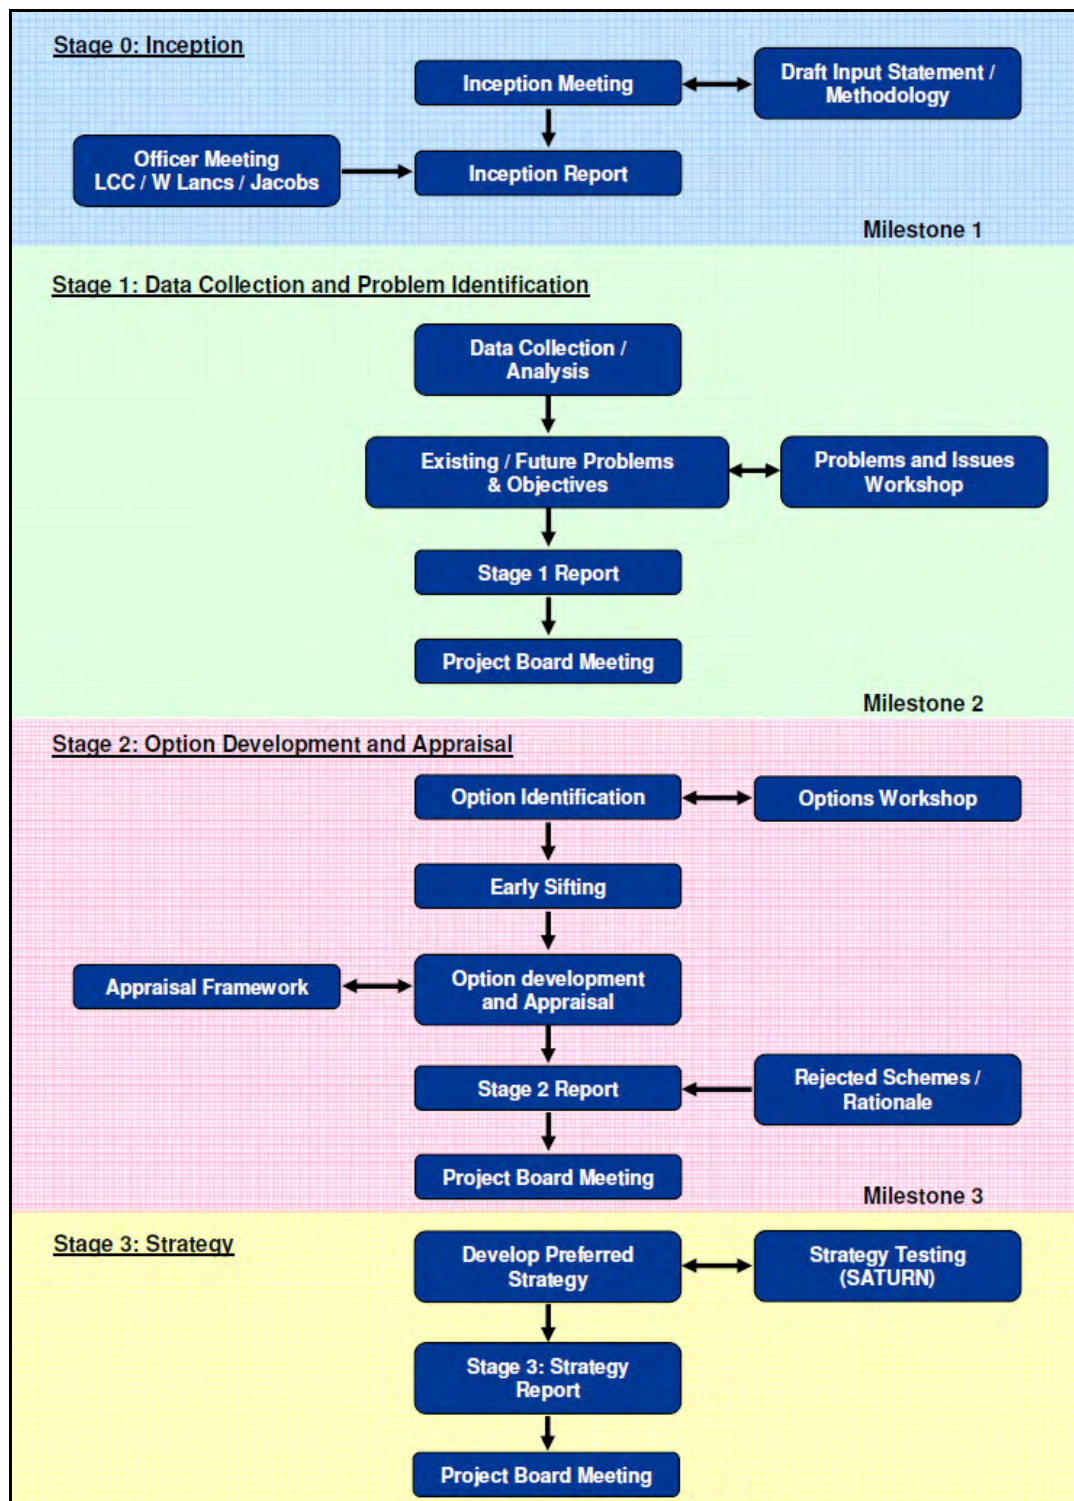 Stage 0: Inception
Inception Meeting
Draft Input Statement /
Methodology
Officer Meeting
LCC / W Lancs / Jacobs
Inception Report
Milestone 1
Stage 1: Data Collection and Problem Identification
Data Collection /
Analysis
Existing / Future Problems
& Objectives
Problems and Issues
Workshop
Stage 1 Report
Project Board Meeting
Milestone 2
Stage 2: Option Development and Appraisal
Option Identification
Options Workshop
Early Sifting
Appraisal Framework
Option development
and Appraisal
Stage 2 Report
Rejected Schemes /
Rationale
Project Board Meeting
Milestone 3
Stage 3: Strategy
Develop Preferred
Strategy
Strategy Testing
(SATURN)
Stage 3: Strategy
Report
Project Board Meeting